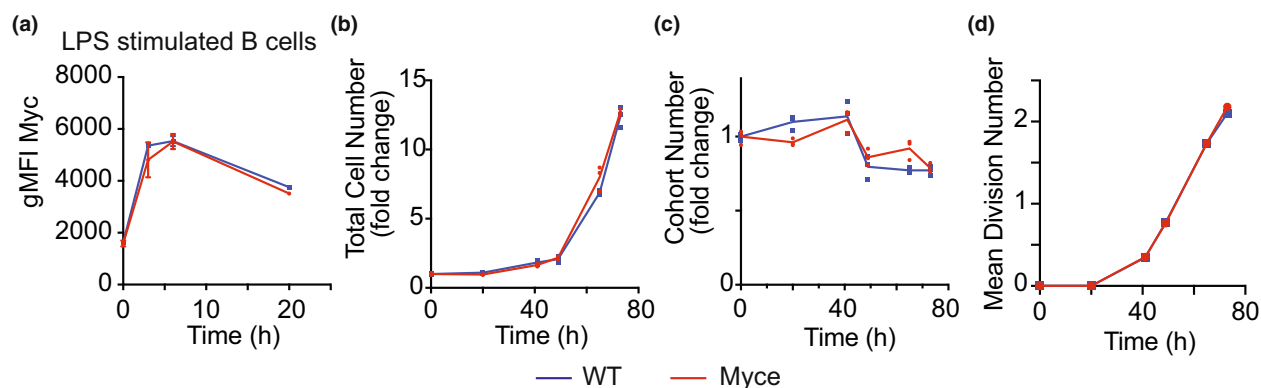 (a)
LPS stimulated B cells
gMFI Myc
8000
6000
4000
2000
0
0
10
20
Time (h)
(b)
Total Cell Number
(fold change)
15
10
5
0
0
40
80
Time (h)
(c)
Cohort Number
(fold change)
1
0
0
40
80
Time (h)
(d)
Mean Division Number
2
1
0
0
40
80
Time (h)
WT
Myce